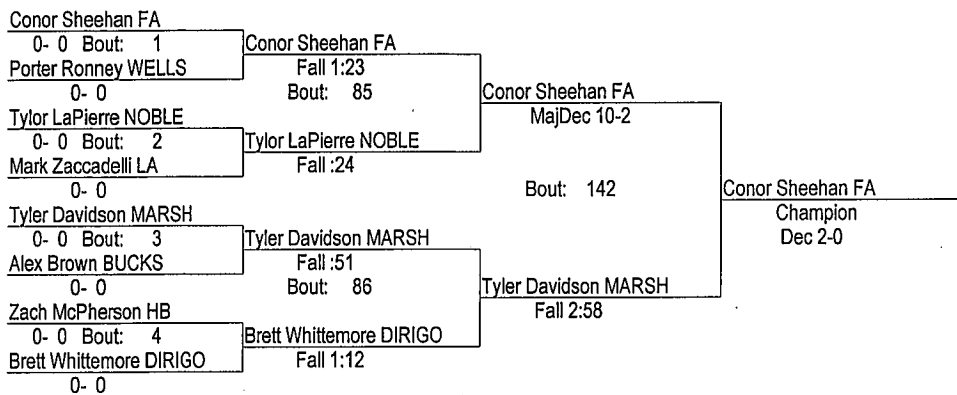 Conor Sheehan FA
0- 0 Bout: 1
Porter Ronney WELLS
0- 0
Tylor LaPierre NOBLE
0- 0 Bout: 2
Mark Zaccadelli LA
0- 0
Tyler Davidson MARSH
0- 0 Bout: 3
Alex Brown BUCKS
0- 0
Zach McPherson HB
0- 0 Bout: 4
Brett Whittemore DIRIGO
0- 0
Conor Sheehan FA
Fall 1:23
Bout: 85
Tylor LaPierre NOBLE
Fall :24
Tyler Davidson MARSH
Fall :51
Bout: 86
Brett Whittemore DIRIGO
Fall 1:12
Conor Sheehan FA
MajDec 10-2
Bout: 142
Tyler Davidson MARSH
Fall 2:58
Conor Sheehan FA
Champion
Dec 2-0